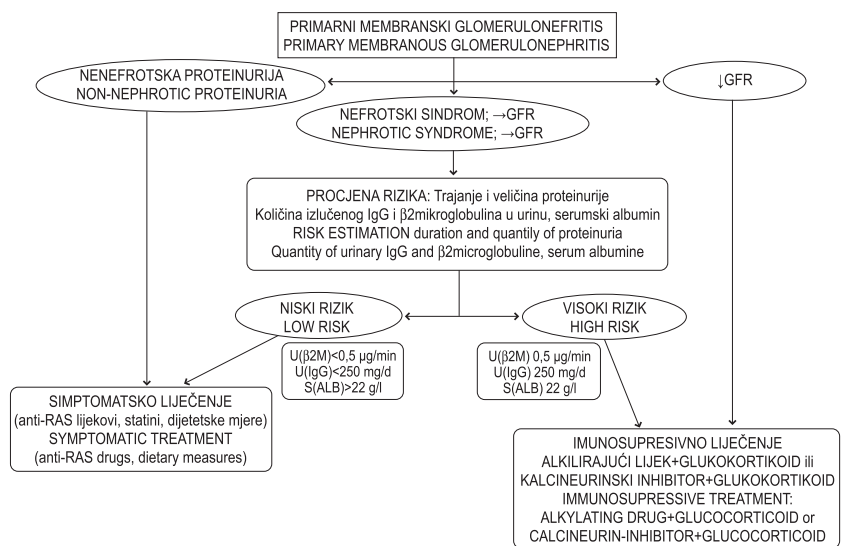 PRIMARNI MEMBRANSKI GLOMERULONEFRITIS
PRIMARY MEMBRANOUS GLOMERULONEPHRITIS
NENEFROTSKA PROTEINURIJA
NON-NEPHROTIC PROTEINURIA
↓GFR
NEFROTSKI SINDROM; →GFR
NEPHROTIC SYNDROME; →GFR
PROCJENA RIZIKA: Trajanje i veličina proteinurije
Količina izlučenog IgG i β2mikroglobulina u urinu, serumski albumin
RISK ESTIMATION duration and quantily of proteinuria
Quantity of urinary IgG and β2microglobuline, serum albumine
NISKI RIZIK
LOW RISK
VISOKI RIZIK
HIGH RISK
U(β2M)<0,5 µg/min
U(IgG)<250 mg/d
S(ALB)>22 g/l
U(β2M) 0,5 µg/min
U(IgG) 250 mg/d
S(ALB) 22 g/l
SIMPTOMATSKO LIJEČENJE
(anti-RAS lijekovi, statini, dijetetske mjere)
SYMPTOMATIC TREATMENT
(anti-RAS drugs, dietary measures)
IMUNOSUPRESIVNO LIJEČENJE
ALKILIRAJUĆI LIJEK+GLUKOKORTIKOID ili
KALCINEURINSKI INHIBITOR+GLUKOKORTIKOID
IMMUNOSUPRESSIVE TREATMENT:
ALKYLATING DRUG+GLUCOCORTICOID or
CALCINEURIN-INHIBITOR+GLUCOCORTICOID